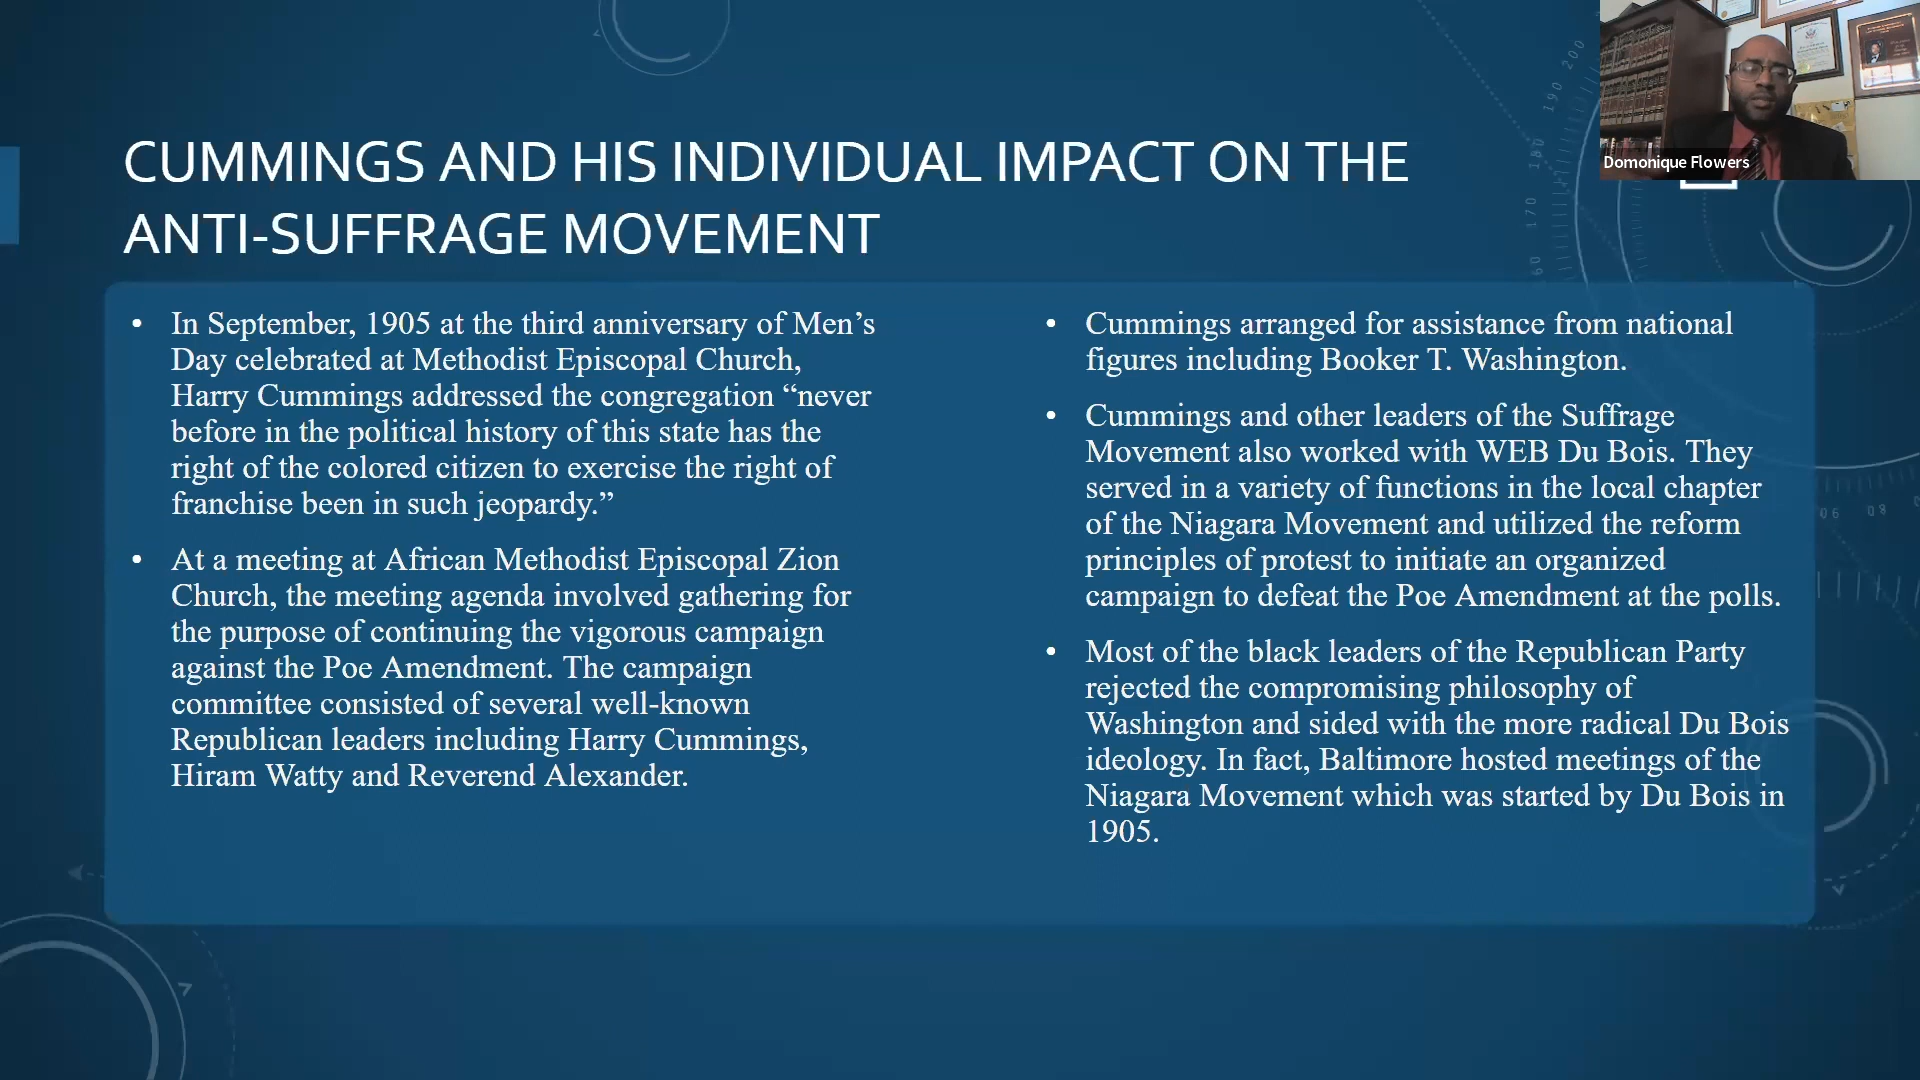 CUMMINGS AND HIS INDIVIDUAL IMPACT ON THE
ANTI-SUFFRAGE MOVEMENT
• In September, 1905 at the third anniversary of Men’s
Day celebrated at Methodist Episcopal Church,
Harry Cummings addressed the congregation “never
before in the political history of this state has the
right of the colored citizen to exercise the right of
franchise been in such jeopardy.”
• At a meeting at African Methodist Episcopal Zion
Church, the meeting agenda involved gathering for
the purpose of continuing the vigorous campaign
against the Poe Amendment. The campaign
committee consisted of several well-known
Republican leaders including Harry Cummings,
Hiram Watty and Reverend Alexander.
• Cummings arranged for assistance from national
figures including Booker T. Washington.
• Cummings and other leaders of the Suffrage
Movement also worked with WEB Du Bois. They
served in a variety of functions in the local chapter
of the Niagara Movement and utilized the reform
principles of protest to initiate an organized
campaign to defeat the Poe Amendment at the polls.
• Most of the black leaders of the Republican Party
rejected the compromising philosophy of
Washington and sided with the more radical Du Bois
ideology. In fact, Baltimore hosted meetings of the
Niagara Movement which was started by Du Bois in
1905.
Domonique Flowers
200
190
180
170
90
80